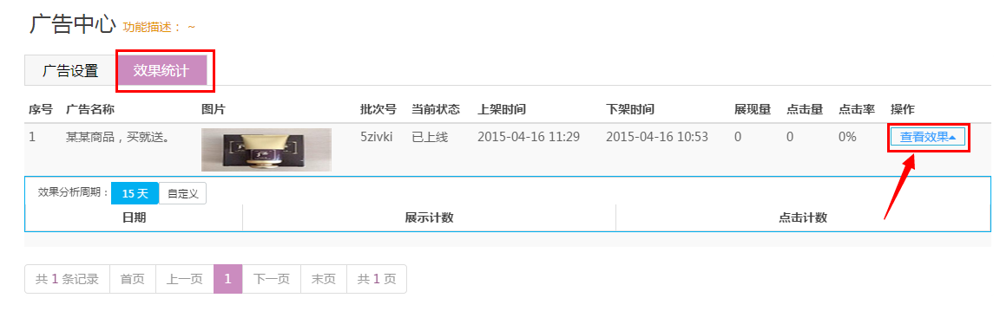 广告中心 功能描述： ~
广告设置 效果统计
序号 广告名称 图片 批次号 当前状态 上架时间 下架时间 展现量 点击量 点击率 操作
1 某某商品，买就送。 5zivki 已上线 2015-04-16 11:29 2015-04-16 10:53 0 0 0% 查看效果
效果分析周期： 15 天 自定义
日期 展示计数 点击计数
共 1 条记录 首页 上一页 1 下一页 末页 共 1 页